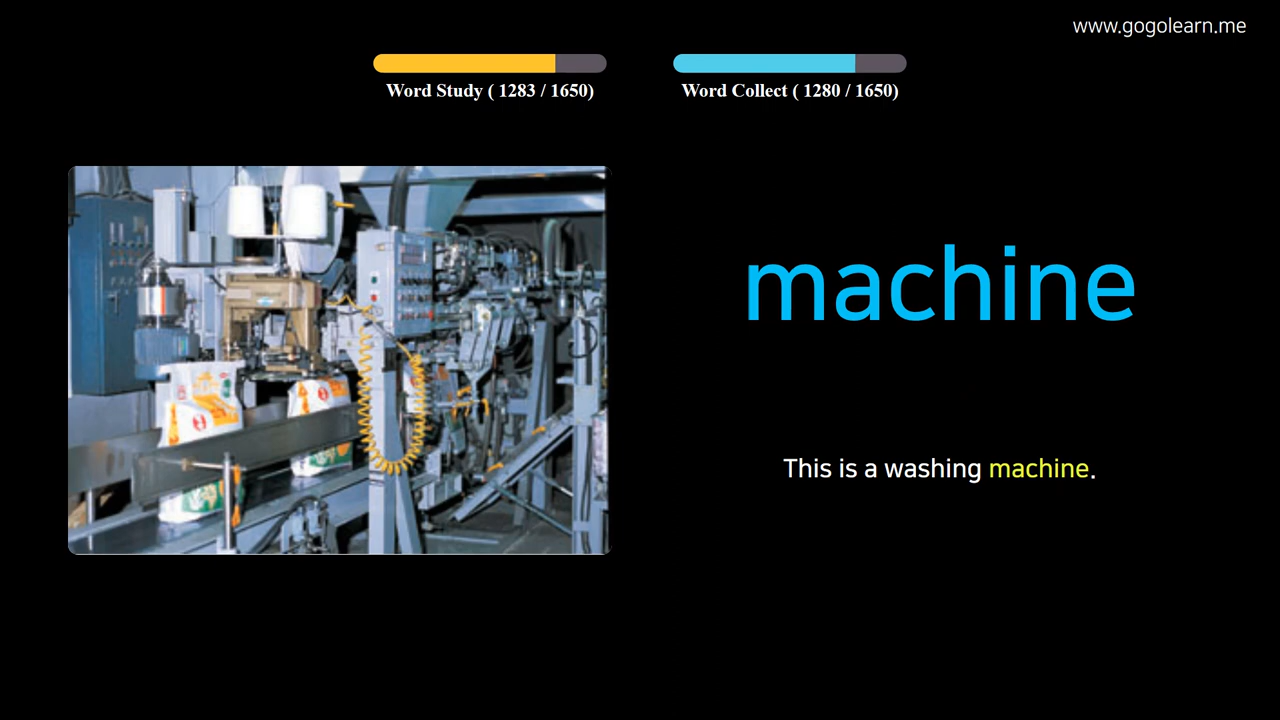 www.gogolearn.me
Word Study ( 1283 / 1650)
Word Collect ( 1280 / 1650)
machine
This is a washing machine.